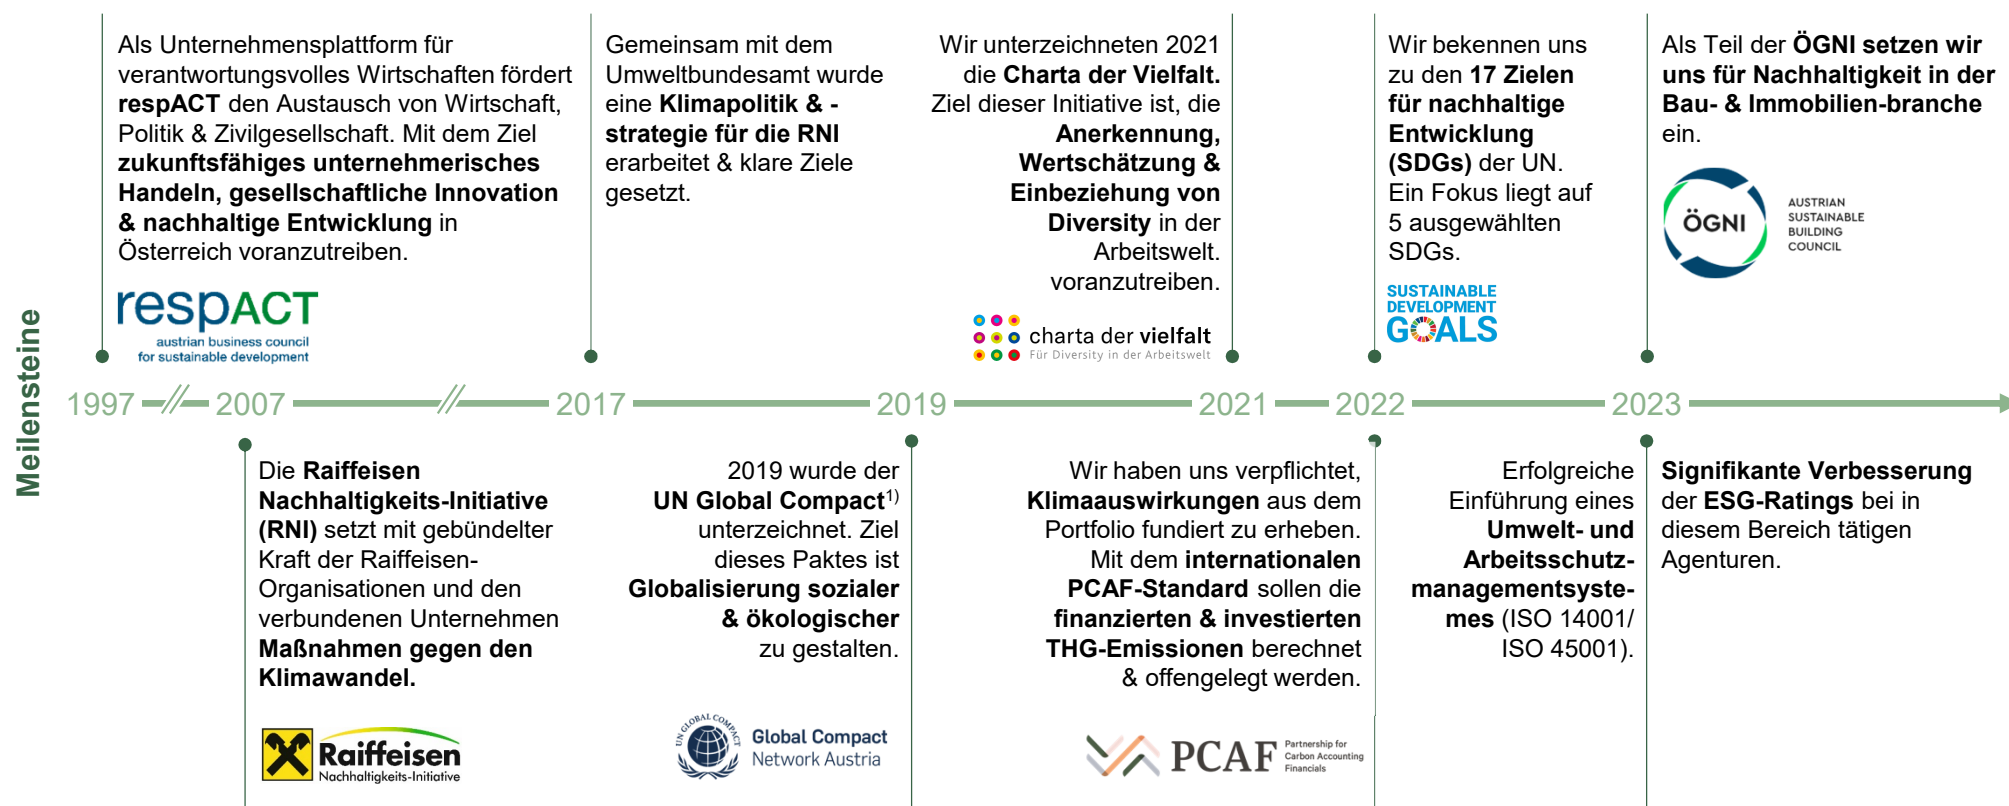 Meilensteine
Als Unternehmensplattform für
verantwortungsvolles Wirtschaften fördert
respACT den Austausch von Wirtschaft,
Politik & Zivilgesellschaft. Mit dem Ziel
zukunftsfähiges unternehmerisches
Handeln, gesellschaftliche Innovation
& nachhaltige Entwicklung in
Österreich voranzutreiben.
respACT
austrian business council
for sustainable development
Gemeinsam mit dem
Umweltbundesamt wurde
eine Klimapolitik & -
strategie für die RNI
erarbeitet & klare Ziele
gesetzt.
Wir unterzeichneten 2021
die Charta der Vielfalt.
Ziel dieser Initiative ist, die
Anerkennung,
Wertschätzung &
Einbeziehung von
Diversity in der
Arbeitswelt.
voranzutreiben.
charta der vielfalt
Für Diversity in der Arbeitswelt
Wir bekennen uns
zu den 17 Zielen
für nachhaltige
Entwicklung
(SDGs) der UN.
Ein Fokus liegt auf
5 ausgewählten
SDGs.
SUSTAINABLE
DEVELOPMENT
GOALS
Als Teil der ÖGNI setzen wir
uns für Nachhaltigkeit in der
Bau- & Immobilien-branche
ein.
ÖGNI
AUSTRIAN
SUSTAINABLE
BUILDING
COUNCIL
1997 2007 2017 2019 2021 2022 2023
Die Raiffeisen
Nachhaltigkeits-Initiative
(RNI) setzt mit gebündelter
Kraft der Raiffeisen-
Organisationen und den
verbundenen Unternehmen
Maßnahmen gegen den
Klimawandel.
Raiffeisen
Nachhaltigkeits-Initiative
2019 wurde der
UN Global Compact1)
unterzeichnet. Ziel
dieses Paktes ist
Globalisierung sozialer
& ökologischer
zu gestalten.
UN GLOBAL COMPACT
Global Compact
Network Austria
Wir haben uns verpflichtet,
Klimaauswirkungen aus dem
Portfolio fundiert zu erheben.
Mit dem internationalen
PCAF-Standard sollen die
finanzierten & investierten
THG-Emissionen berechnet
& offengelegt werden.
PCAF
Partnership for
Carbon Accounting
Financials
Erfolgreiche
Einführung eines
Umwelt- und
Arbeitsschutz-
managementsyste-
mes (ISO 14001/
ISO 45001).
Signifikante Verbesserung
der ESG-Ratings bei in
diesem Bereich tätigen
Agenturen.